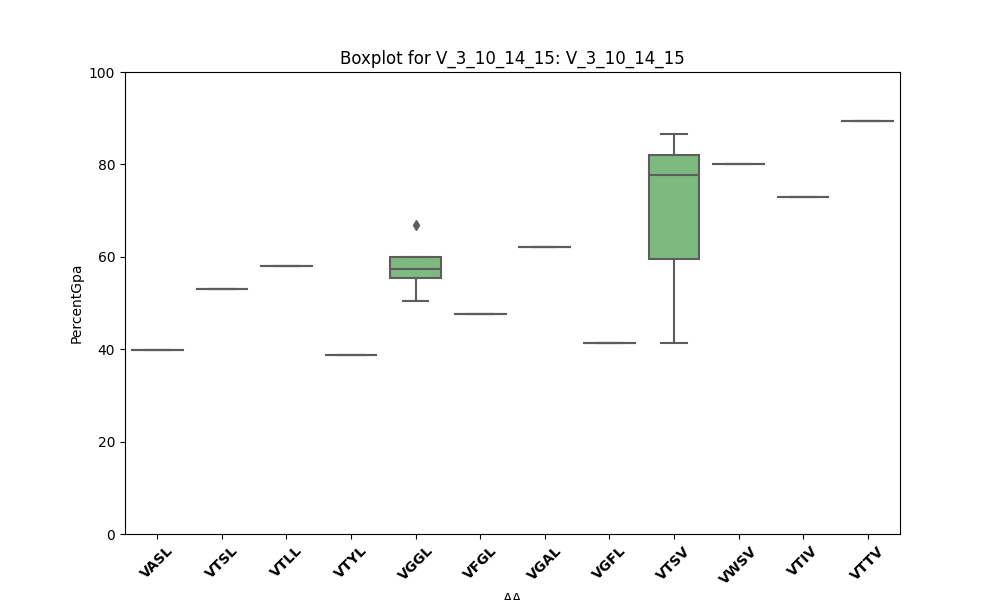 Boxplot for V_3_10_14_15: V_3_10_14_15
PercentGpa
100
80
60
40
20
0
VASL
VTSL
VTLL
VTYL
VGGL
VFGL
VGAL
VGFL
VTSV
VWSV
VTIV
VTTV
AA